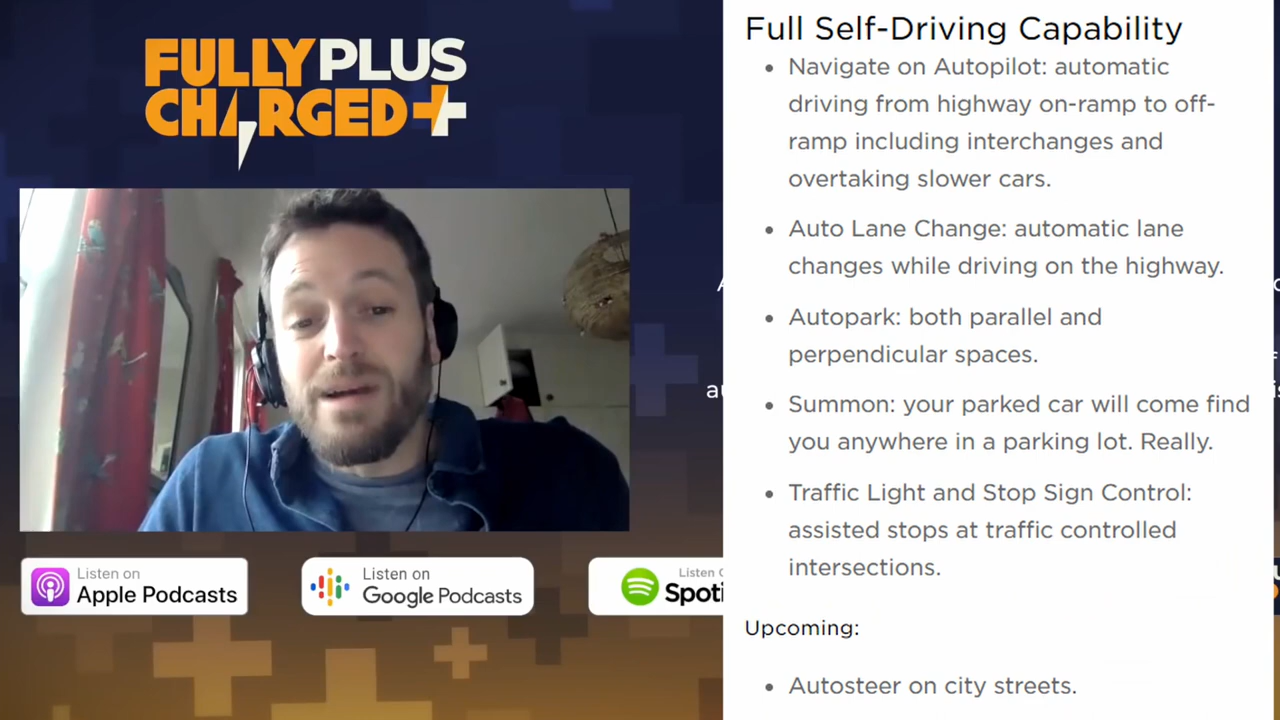 FULLY PLUS
CHARGED+
Listen on
Apple Podcasts
Listen on
Google Podcasts
Listen
Full Self-Driving Capability
Navigate on Autopilot: automatic
driving from highway on-ramp to off-
ramp including interchanges and
overtaking slower cars.
Auto Lane Change: automatic lane
changes while driving on the highway.
Autopark: both parallel and
perpendicular spaces.
Summon: your parked car will come find
you anywhere in a parking lot. Really.
Traffic Light and Stop Sign Control:
assisted stops at traffic controlled
intersections.
Upcoming:
Autosteer on city streets.